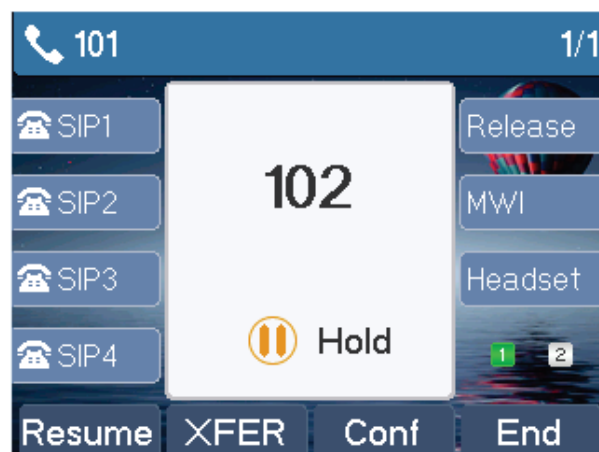 101 1/1
SIP1
SIP2
SIP3
SIP4
102
Hold
Release
MWI
Headset
1 2
Resume XFER Conf End